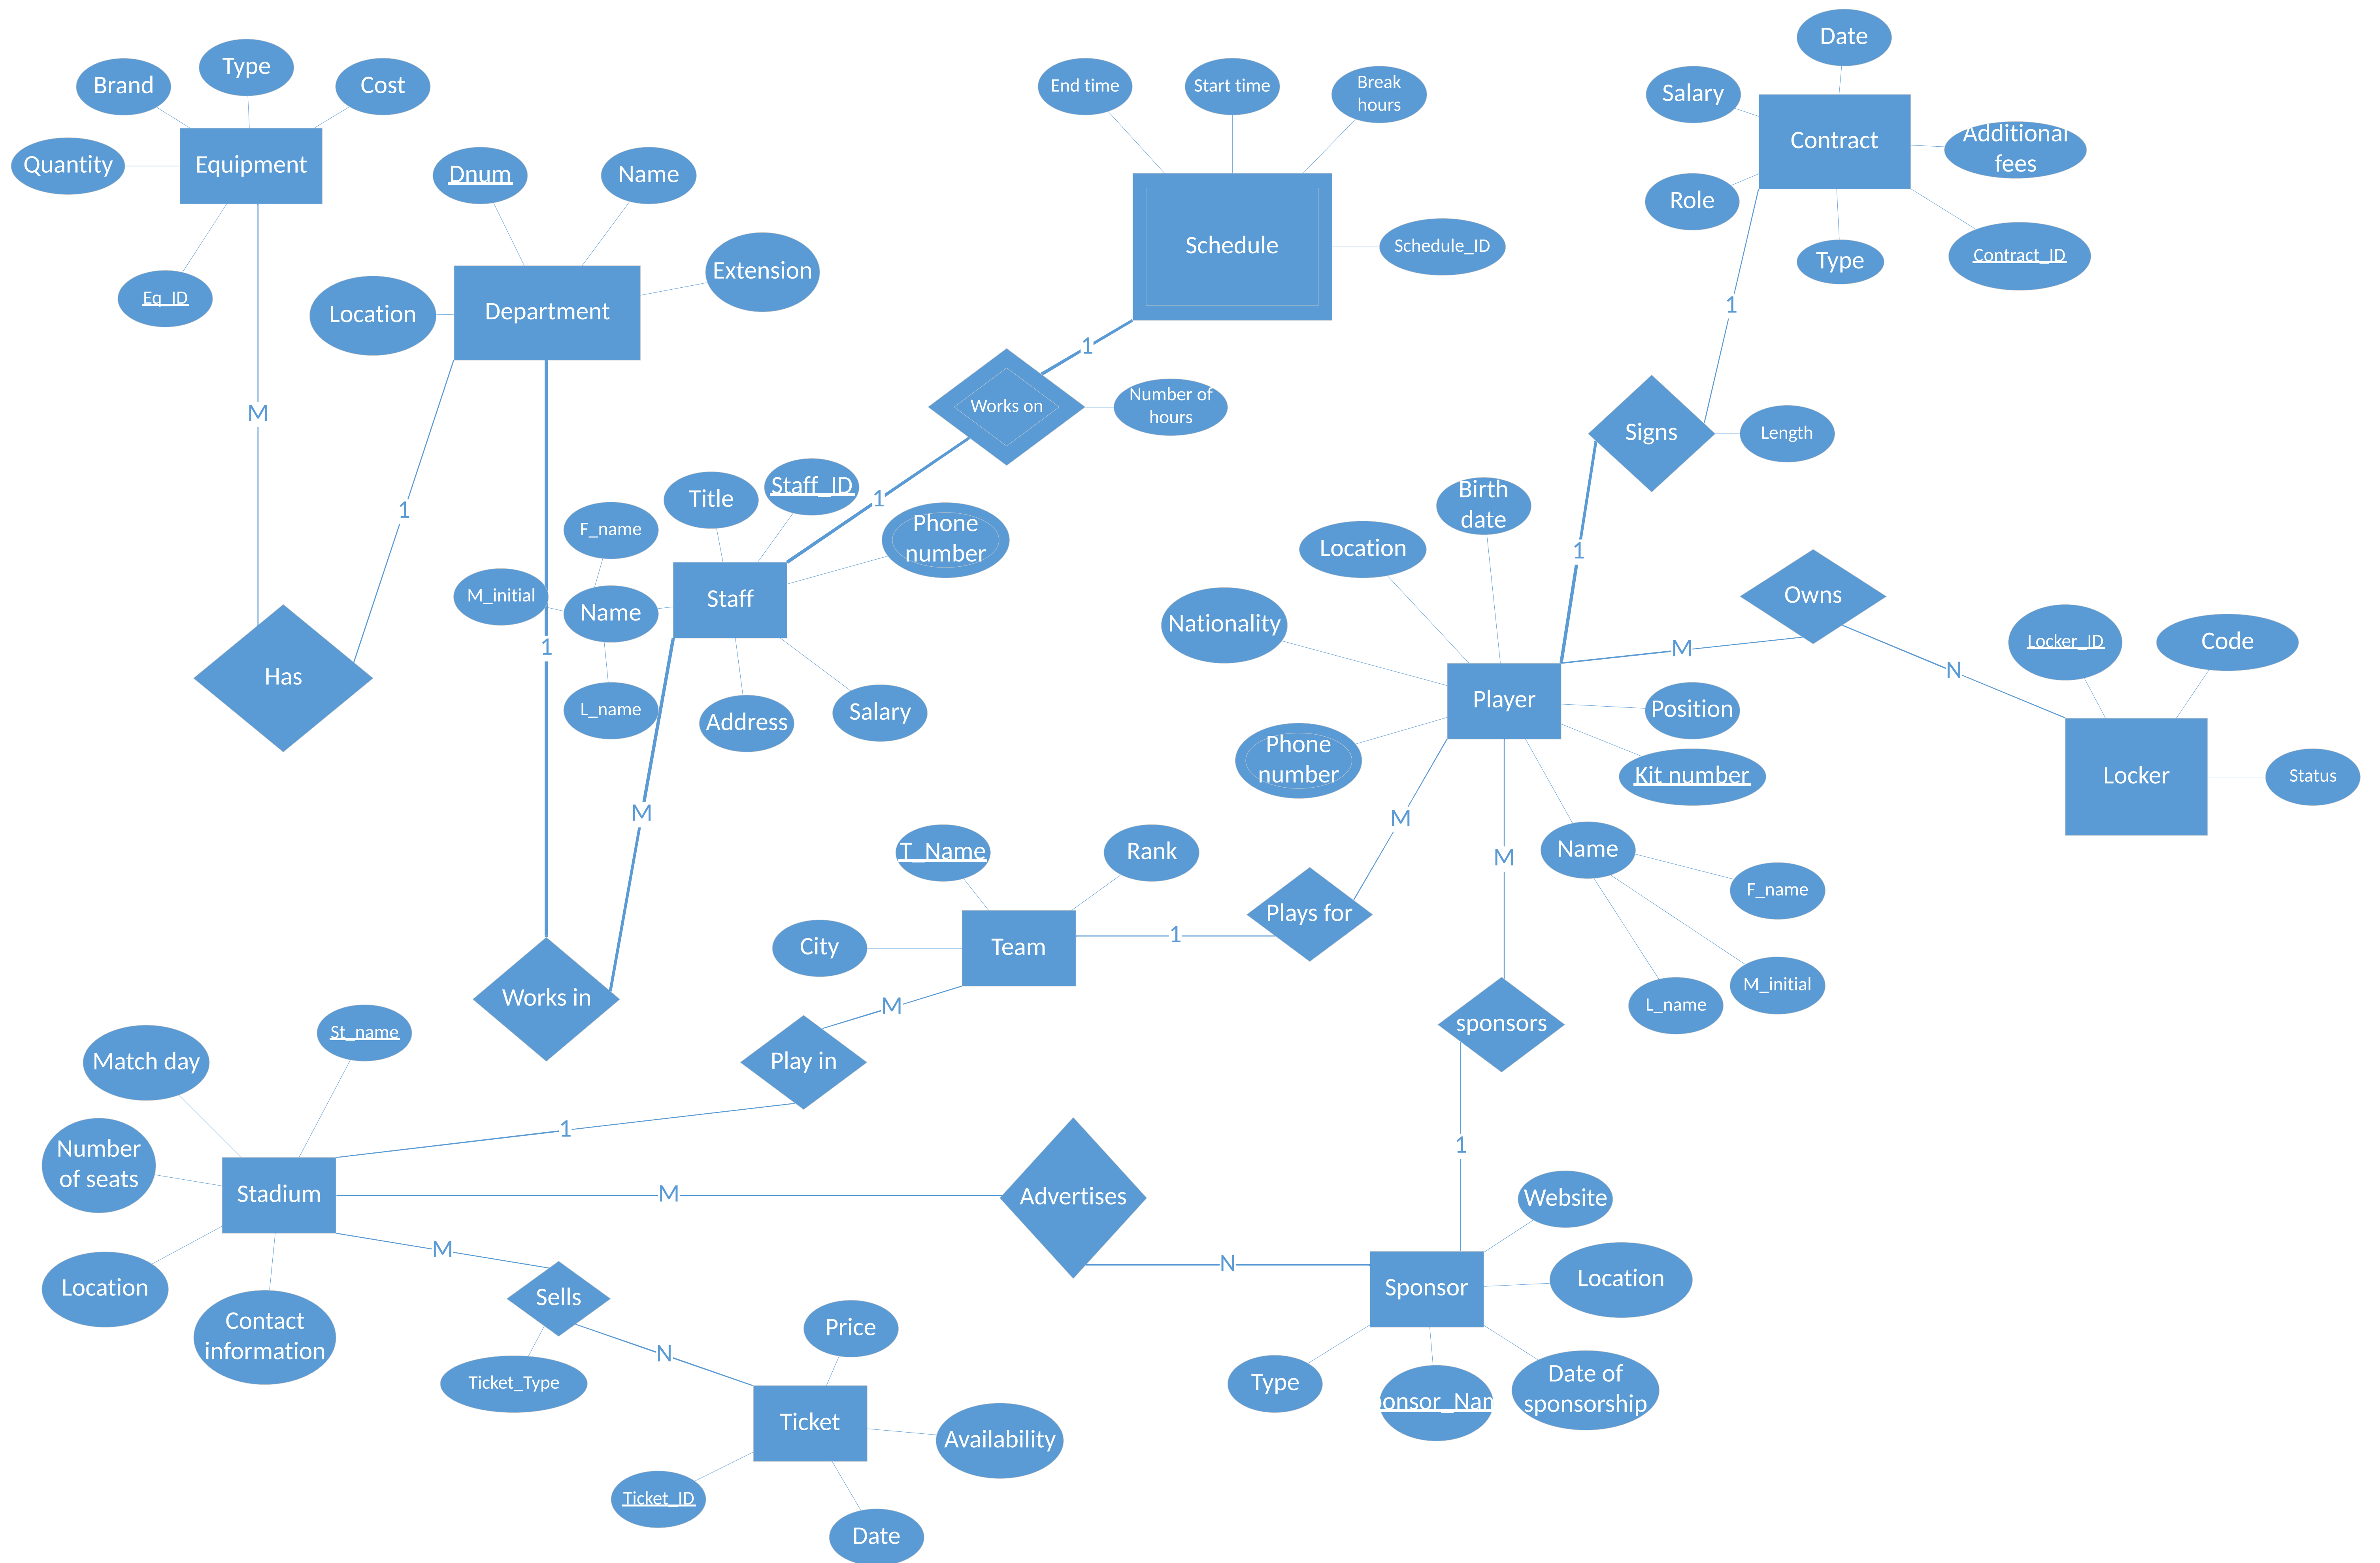 Date
Type
Brand
Cost
End time
Start time
Break
hours
Salary
Additional
fees
Contract
Quantity
Equipment
Dnum
Name
Role
Schedule
Schedule_ID
Contract_ID
Type
Extension
Eq_ID
Location
Department
1
1
Works on
Number of
hours
M
Signs
Length
Title
Staff_ID
1
Birth
date
1
F_name
Phone
number
Location
1
M_initial
Name
Staff
Nationality
Owns
1
M
Locker_ID
Code
N
Has
L_name
Address
Salary
Player
Position
Phone
number
Kit number
Locker
Status
M
M
T_Name
Rank
M
Name
F_name
City
Team
1
Plays for
Works in
M
M_initial
L_name
St_name
Match day
Play in
sponsors
Number
of seats
1
1
Stadium
M
Advertises
Website
M
N
Location
Sells
Sponsor
Location
Contact
information
Price
N
Ticket_Type
Type
onsor_Nam
Date of
sponsorship
Ticket
Availability
Ticket_ID
Date